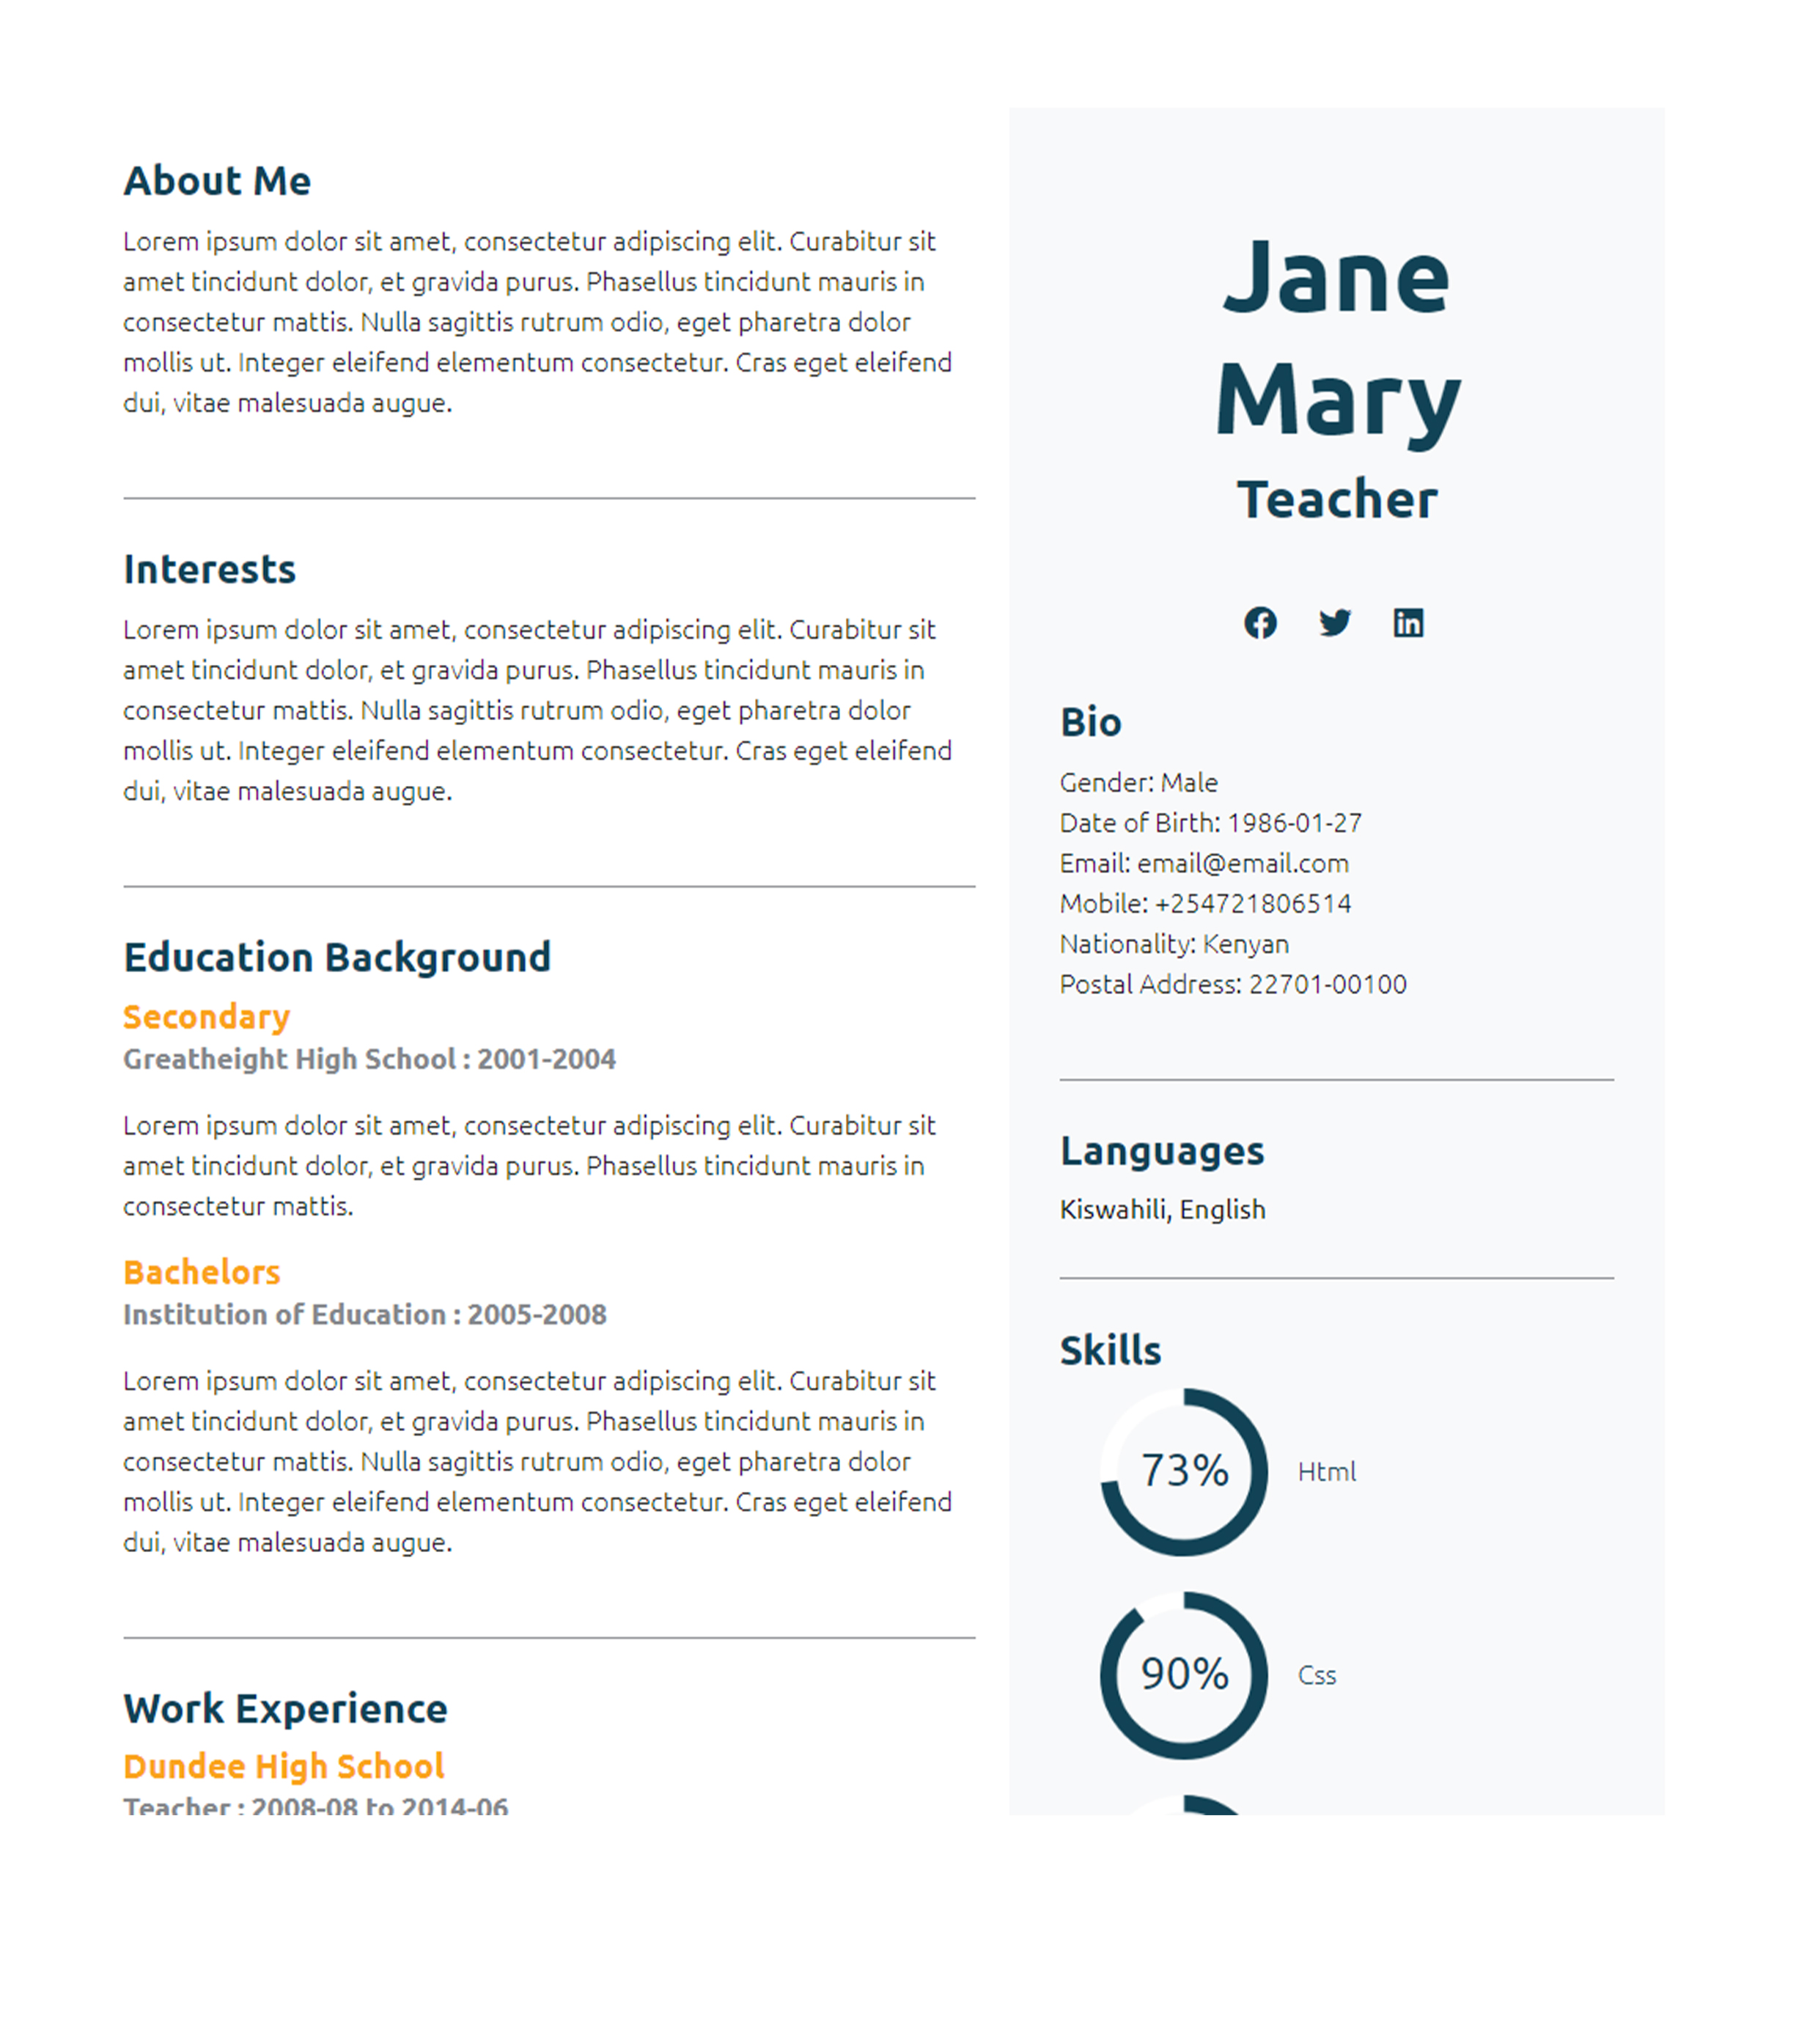 About Me
Lorem ipsum dolor sit amet, consectetur adipiscing elit. Curabitur sit
amet tincidunt dolor, et gravida purus. Phasellus tincidunt mauris in
consectetur mattis. Nulla sagittis rutrum odio, eget pharetra dolor
mollis ut. Integer eleifend elementum consectetur. Cras eget eleifend
dui, vitae malesuada augue.
Interests
Lorem ipsum dolor sit amet, consectetur adipiscing elit. Curabitur sit
amet tincidunt dolor, et gravida purus. Phasellus tincidunt mauris in
consectetur mattis. Nulla sagittis rutrum odio, eget pharetra dolor
mollis ut. Integer eleifend elementum consectetur. Cras eget eleifend
dui, vitae malesuada augue.
Education Background
Secondary
Greatheight High School : 2001-2004
Lorem ipsum dolor sit amet, consectetur adipiscing elit. Curabitur sit
amet tincidunt dolor, et gravida purus. Phasellus tincidunt mauris in
consectetur mattis.
Bachelors
Institution of Education : 2005-2008
Lorem ipsum dolor sit amet, consectetur adipiscing elit. Curabitur sit
amet tincidunt dolor, et gravida purus. Phasellus tincidunt mauris in
consectetur mattis. Nulla sagittis rutrum odio, eget pharetra dolor
mollis ut. Integer eleifend elementum consectetur. Cras eget eleifend
dui, vitae malesuada augue.
Work Experience
Dundee High School
Teacher : 2008-08 to 2014-06
Jane
Mary
Teacher
Bio
Gender: Male
Date of Birth: 1986-01-27
Email: email@email.com
Mobile: +254721806514
Nationality: Kenyan
Postal Address: 22701-00100
Languages
Kiswahili, English
Skills
73% Html
90% Css